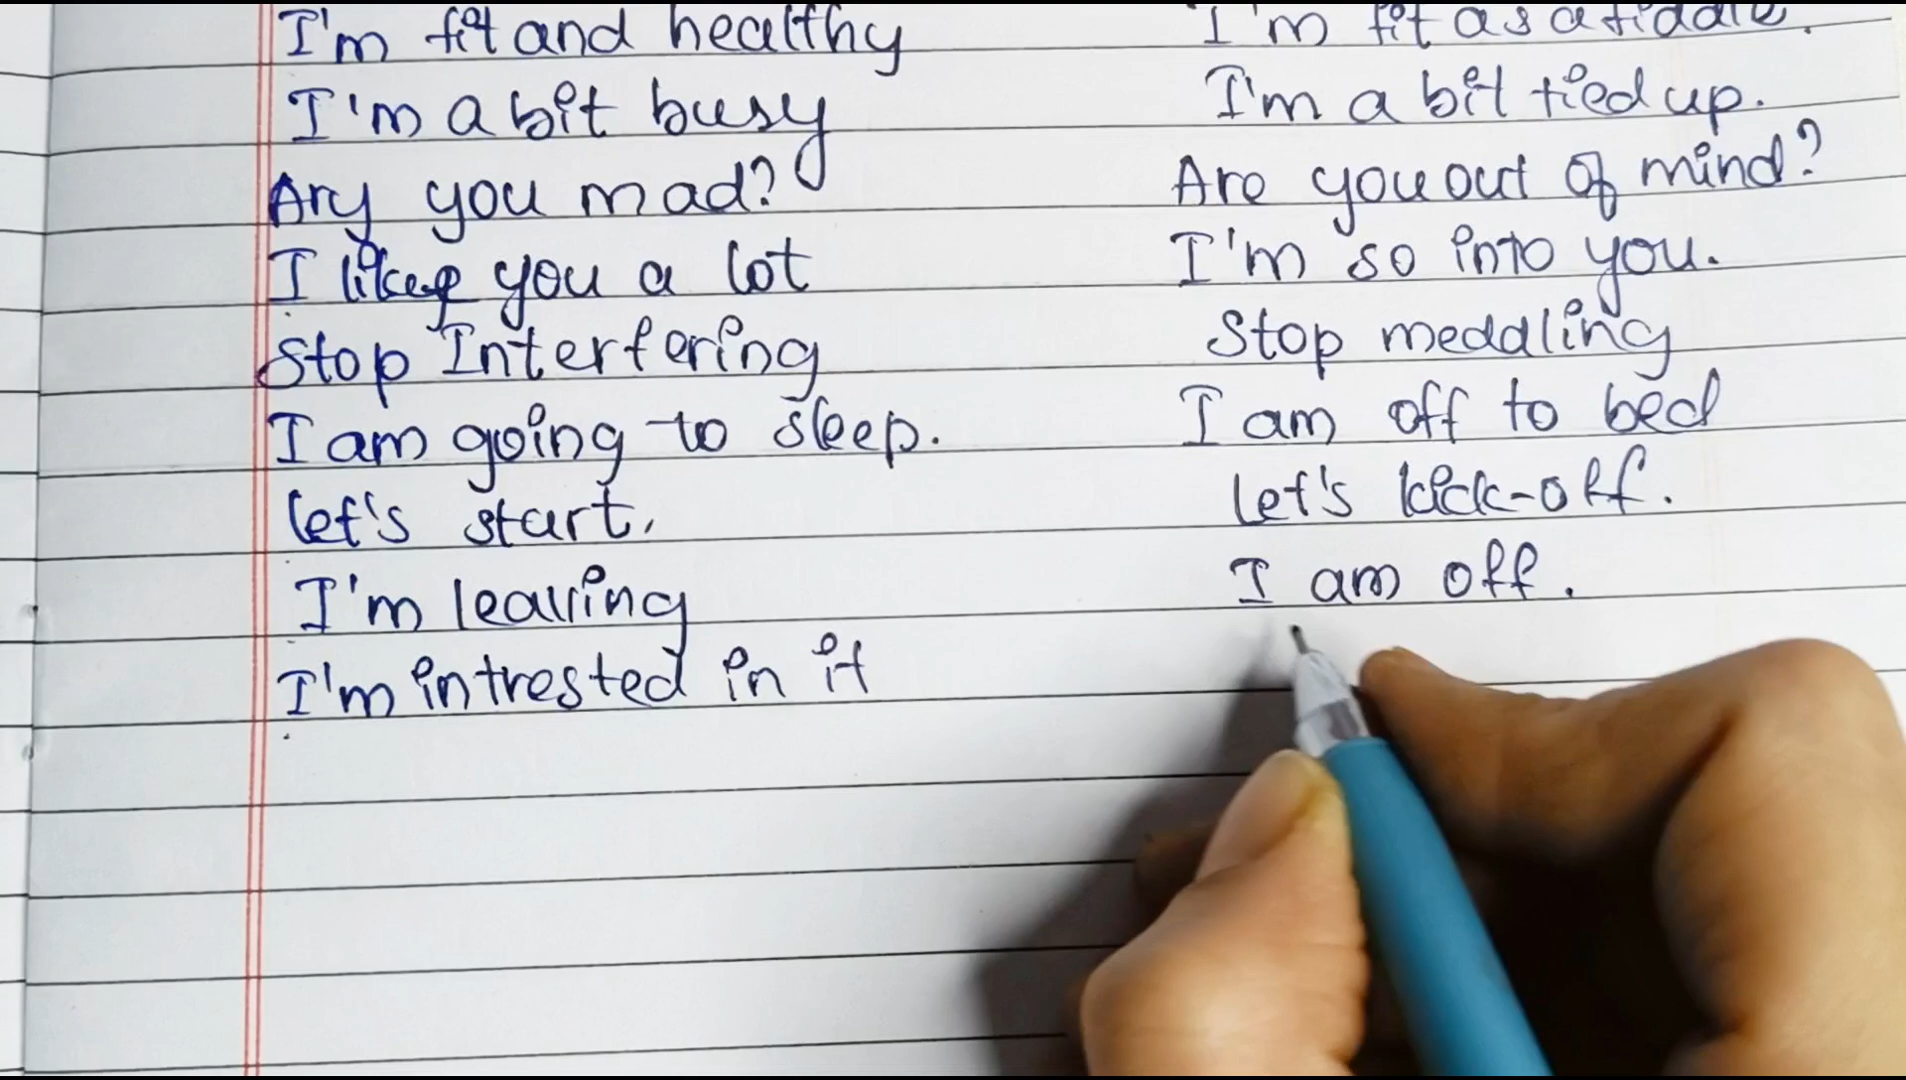 I'm fit and healthy I'm fit as a fiddle.
I'm a bit busy I'm a bit tied up.
Ary you mad? Are you out of mind?
I like you a lot I'm so into you.
Stop Interfering Stop meddling
I am going to sleep. I am off to bed
let's start. let's kick-off.
I'm leaving I am off.
I'm intrested in it